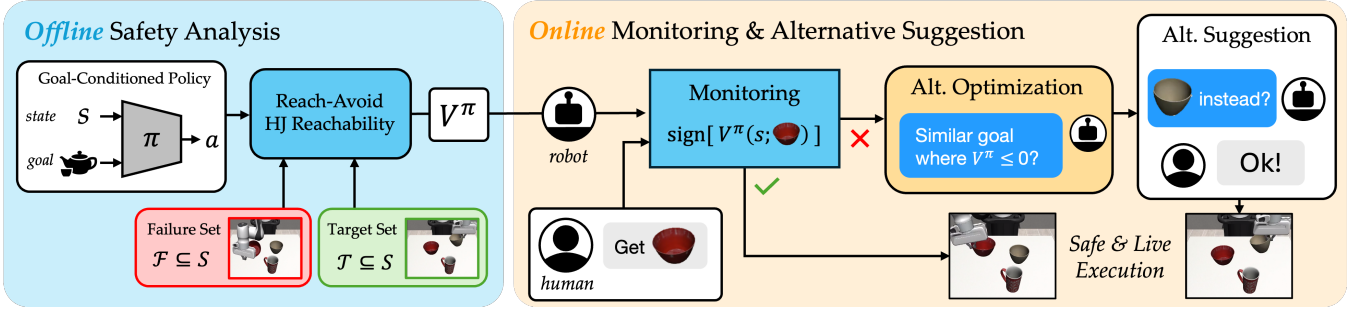 Offline Safety Analysis
Goal-Conditioned Policy
state
S
π
a
goal
Reach-Avoid
HJ Reachability
V^π
Failure Set
ℱ ⊆ S
Target Set
𝒯 ⊆ S
Online Monitoring & Alternative Suggestion
robot
Monitoring
sign[ V^π(s; ) ]
Get
human
Alt. Optimization
Similar goal
where V^π ≤ 0?
Alt. Suggestion
instead?
Ok!
Safe & Live
Execution